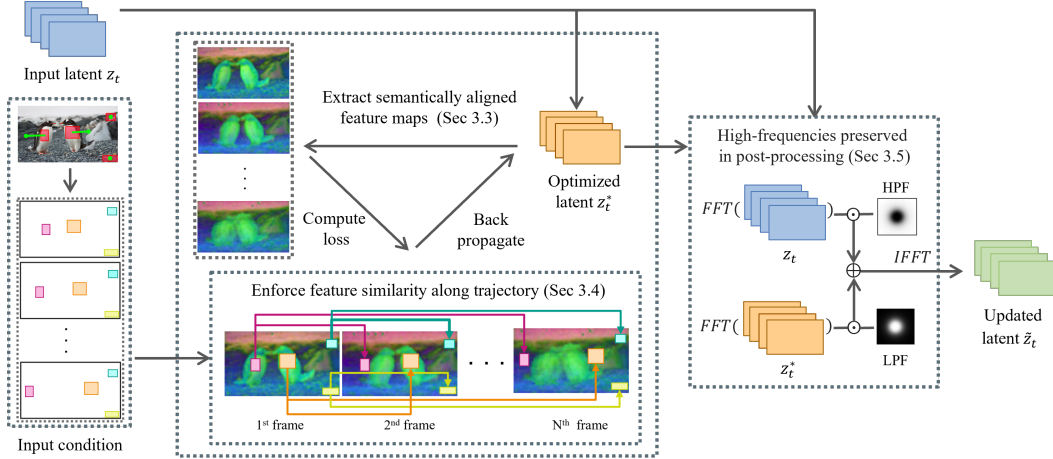 Input latent z_t
Extract semantically aligned
feature maps (Sec 3.3)
Compute
loss
Back
propagate
Optimized
latent z_t^*
Enforce feature similarity along trajectory (Sec 3.4)
1st frame
2nd frame
Nth frame
Input condition
High-frequencies preserved
in post-processing (Sec 3.5)
HPF
FFT(
)
z_t
IFFT
FFT(
)
z_t^*
LPF
Updated
latent z̃_t